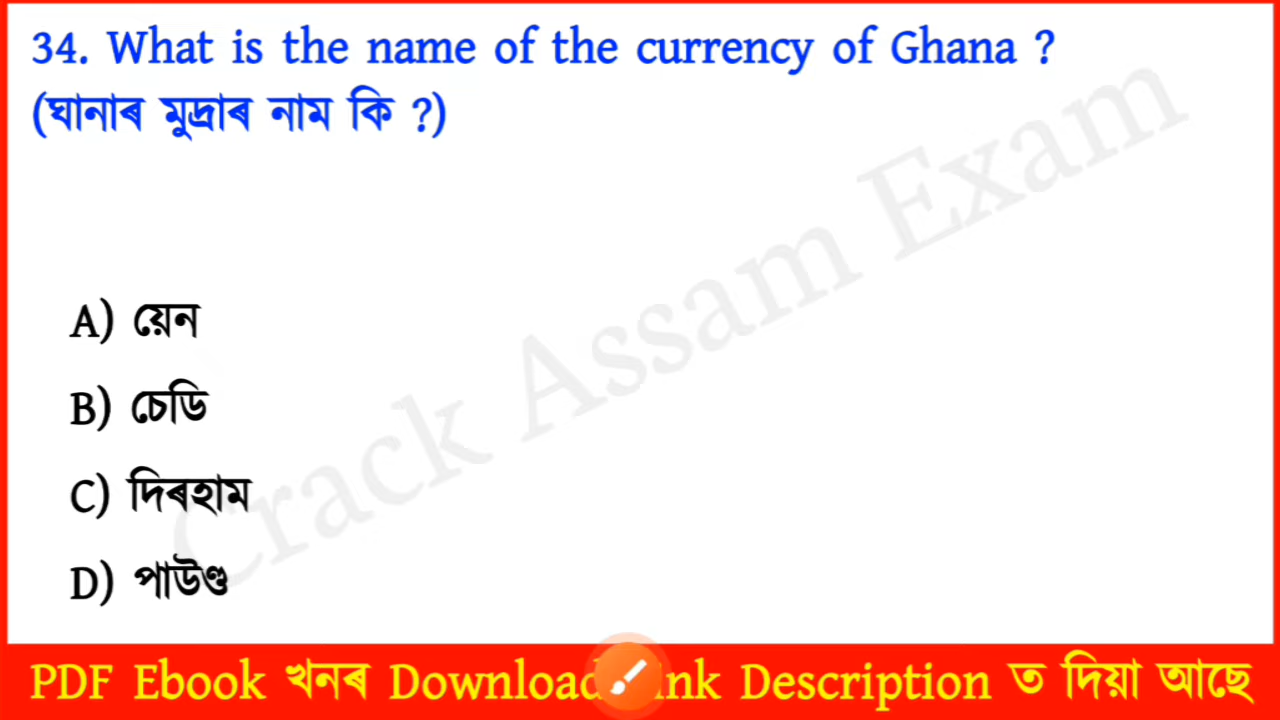 34. What is the name of the currency of Ghana ?
(ঘানাৰ মুদ্ৰাৰ নাম কি ?)
Crack Assam Exam
A) য়েন
B) চেডি
C) দিৰহাম
D) পাউণ্ড
PDF Ebook খনৰ Download Link Description ত দিয়া আছে